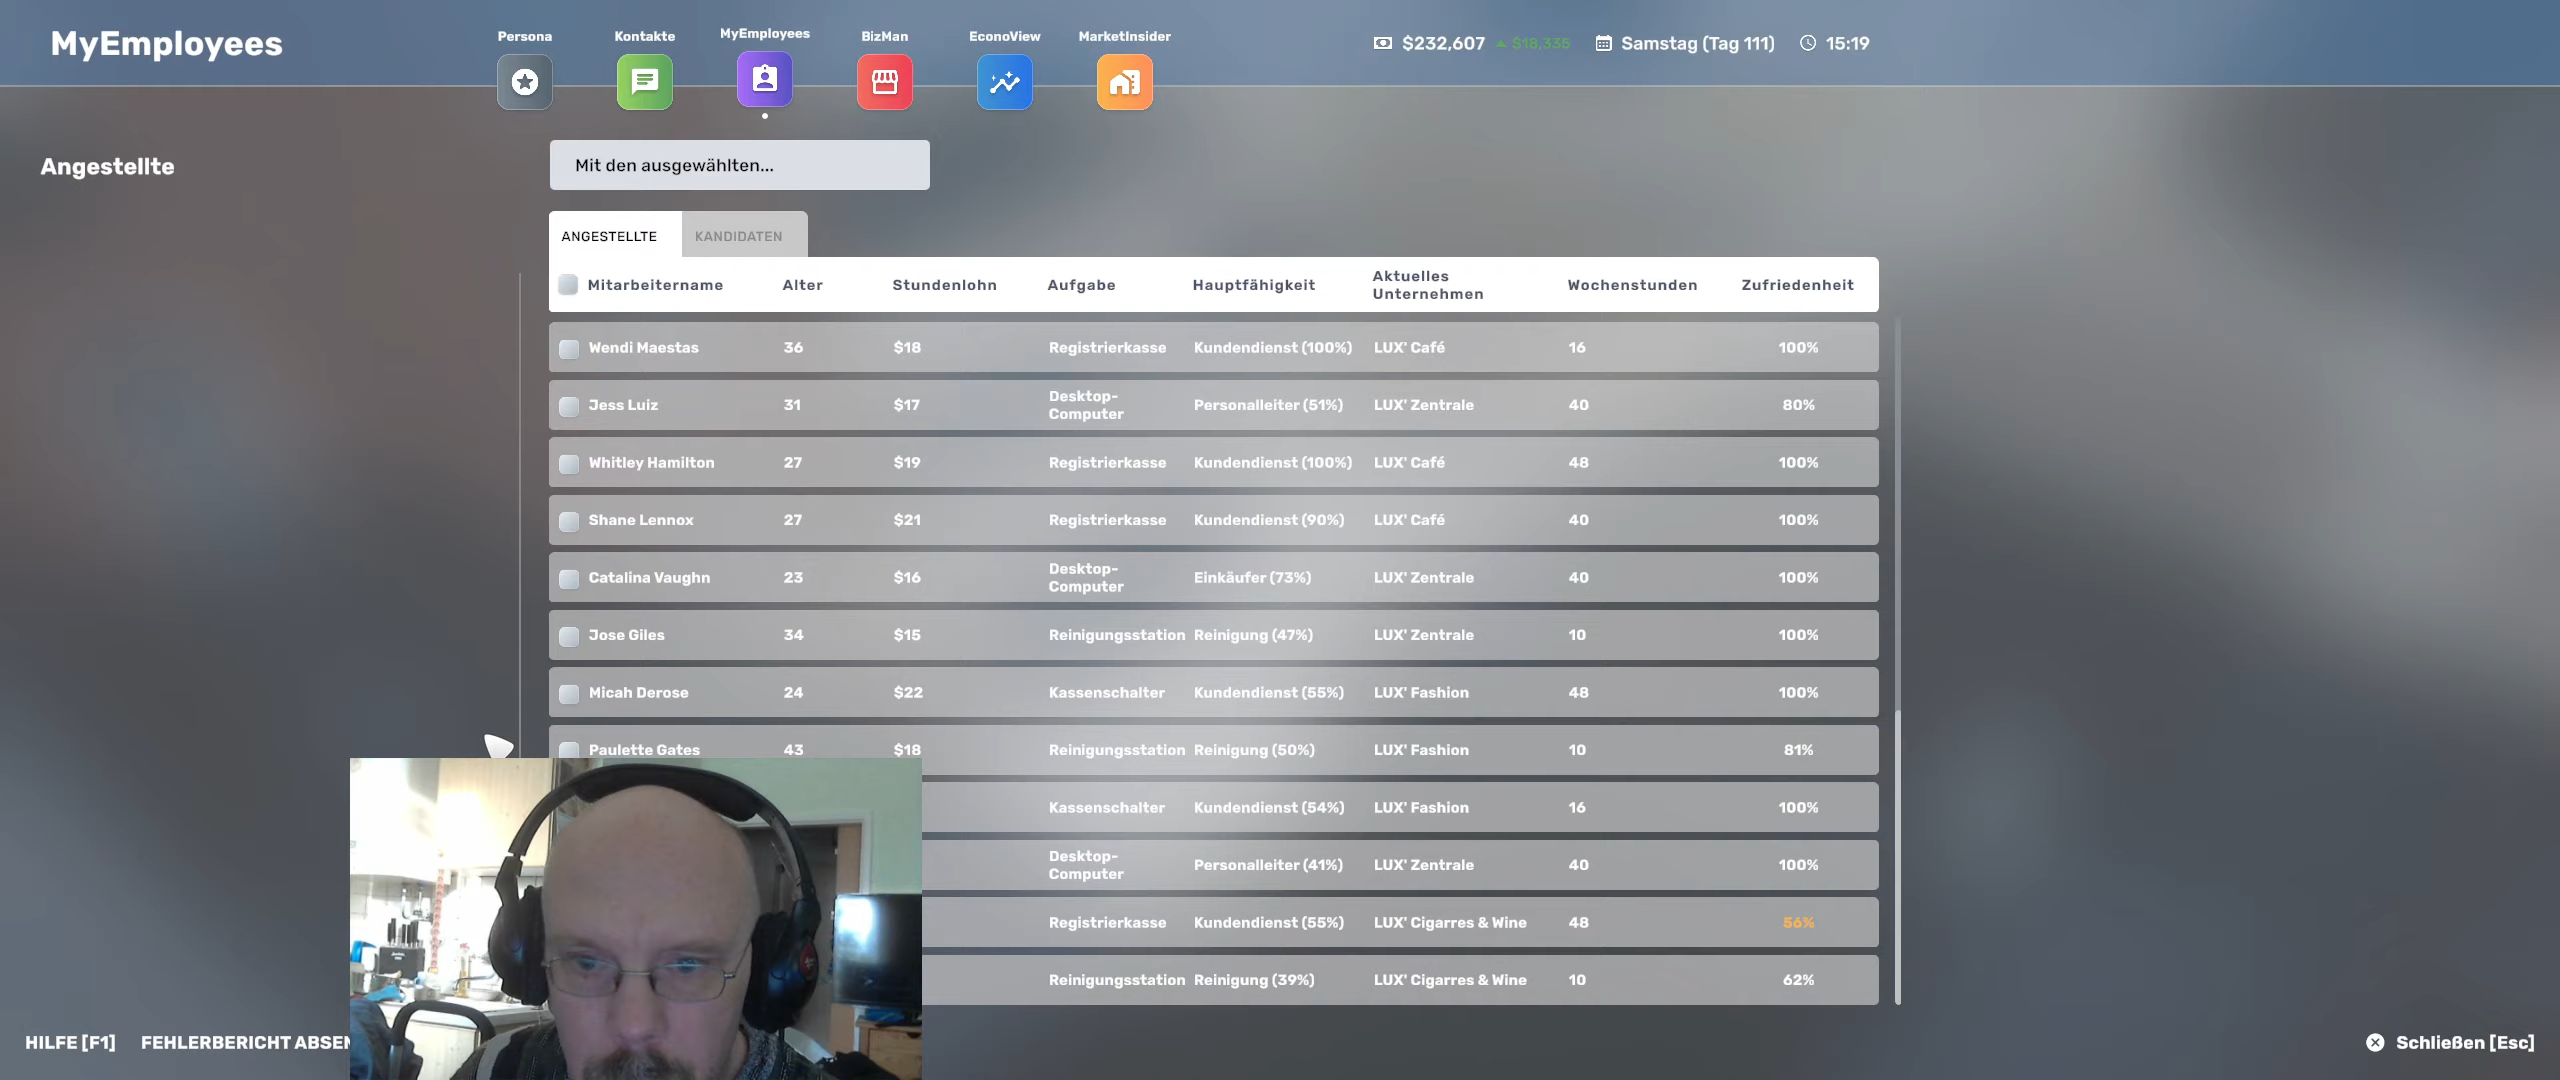 MyEmployees
Persona
Kontakte
MyEmployees
BizMan
EconoView
MarketInsider
$232,607 $18,335
Samstag (Tag 111)
15:19
Angestellte
Mit den ausgewählten...
ANGESTELLTE
KANDIDATEN
Mitarbeitername Alter Stundenlohn Aufgabe Hauptfähigkeit Aktuelles Unternehmen Wochenstunden Zufriedenheit
Wendi Maestas 36 $18 Registrierkasse Kundendienst (100%) LUX' Café 16 100%
Jess Luiz 31 $17 Desktop-Computer Personalleiter (51%) LUX' Zentrale 40 80%
Whitley Hamilton 27 $19 Registrierkasse Kundendienst (100%) LUX' Café 48 100%
Shane Lennox 27 $21 Registrierkasse Kundendienst (90%) LUX' Café 40 100%
Catalina Vaughn 23 $16 Desktop-Computer Einkäufer (73%) LUX' Zentrale 40 100%
Jose Giles 34 $15 Reinigungsstation Reinigung (47%) LUX' Zentrale 10 100%
Micah Derose 24 $22 Kassenschalter Kundendienst (55%) LUX' Fashion 48 100%
Paulette Gates 43 $18 Reinigungsstation Reinigung (50%) LUX' Fashion 10 81%
Kassenschalter Kundendienst (54%) LUX' Fashion 16 100%
Desktop-Computer Personalleiter (41%) LUX' Zentrale 40 100%
Registrierkasse Kundendienst (55%) LUX' Cigarres & Wine 48 56%
Reinigungsstation Reinigung (39%) LUX' Cigarres & Wine 10 62%
HILFE [F1]
FEHLERBERICHT ABSEN
Schließen [Esc]